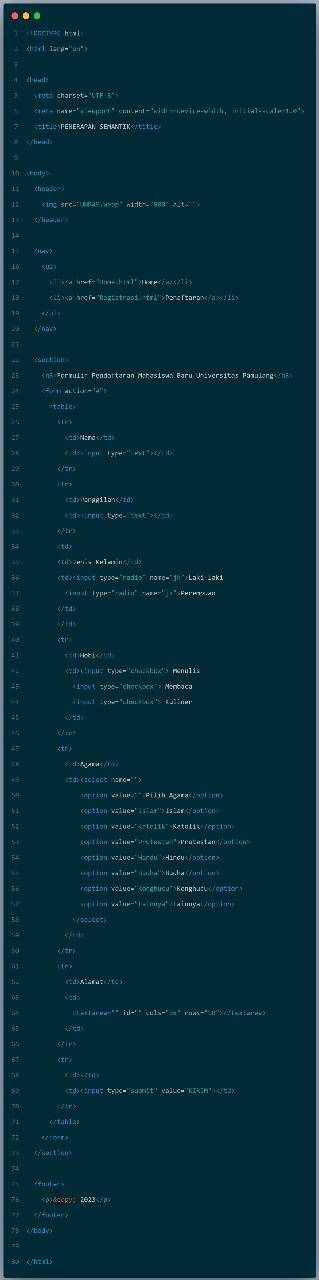 1 <!DOCTYPE html>
2 <html lang="en">
3
4 <head>
5 <meta charset="UTF-8">
6 <meta name="viewport" content="width=device-width, initial-scale=1.0">
7 <title>PENERAPAN SEMANTIK</title>
8 </head>
9
10 <body>
11 <header>
12 <img src="UNPAM.webp" width="900" alt="">
13 </header>
14
15 <nav>
16 <ul>
17 <li><a href="Home.html">Home</a></li>
18 <li><a href="Registrasi.html">Penaftaran</a></li>
19 </ul>
20 </nav>
21
22 <section>
23 <h3>Formulir Pendaftaran Mahasiswa Baru Universitas Pamulang</h3>
24 <form action="#">
25 <table>
26 <tr>
27 <td>Nama</td>
28 <td><input type="text"></td>
29 </tr>
30 <tr>
31 <td>Panggilan</td>
32 <td><input type="text"></td>
33 </tr>
34 <td>
35 <td>Jenis Kelamin</td>
36 <td><input type="radio" name="jk">Laki-laki
37 <input type="radio" name="jk">Perempuan
38 </td>
39 </td>
40 <tr>
41 <td>Hobi</td>
42 <td><input type="checkbox"> Menulis
43 <input type="checkbox"> Membaca
44 <input type="checkbox"> Kuliner
45 </td>
46 </tr>
47 <tr>
48 <td>Agama</td>
49 <td><select name="">
50 <option value="">Pilih Agama</option>
51 <option value="Islam">Islam</option>
52 <option value="Katolik">Katolik</option>
53 <option value="Protestan">Protestan</option>
54 <option value="Hindu">Hindu</option>
55 <option value="Budha">Budha</option>
56 <option value="Konghucu">Konghucu</option>
57 <option value="Lainnya">Lainnya</option>
58 </select>
59 </td>
60 </tr>
61 <tr>
62 <td>Alamat</td>
63 <td>
64 <textarea="" id="" cols="30" rows="10"></textarea>
65 </td>
66 </tr>
67 <tr>
68 <td></td>
69 <td><input type="submit" value="KIRIM"></td>
70 </tr>
71 </table>
72 </form>
73 </section>
74
75 <footer>
76 <p>&copy; 2023</p>
77 </footer>
78 </body>
79
80 </html>